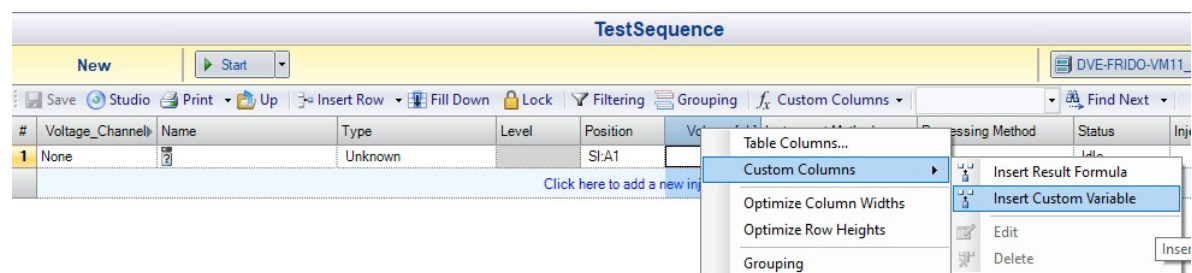 TestSequence
New Start DVE-FRIDO-VM11_
Save Studio Print Up Insert Row Fill Down Lock Filtering Grouping fx Custom Columns Find Next
# Voltage_Channel Name Type Level Position Status
1 None ? Unknown SI:A1
Click here to add a new inj
Table Columns...
Custom Columns
Optimize Column Widths
Optimize Row Heights
Grouping
Insert Result Formula
Insert Custom Variable
Edit
Delete
Inser